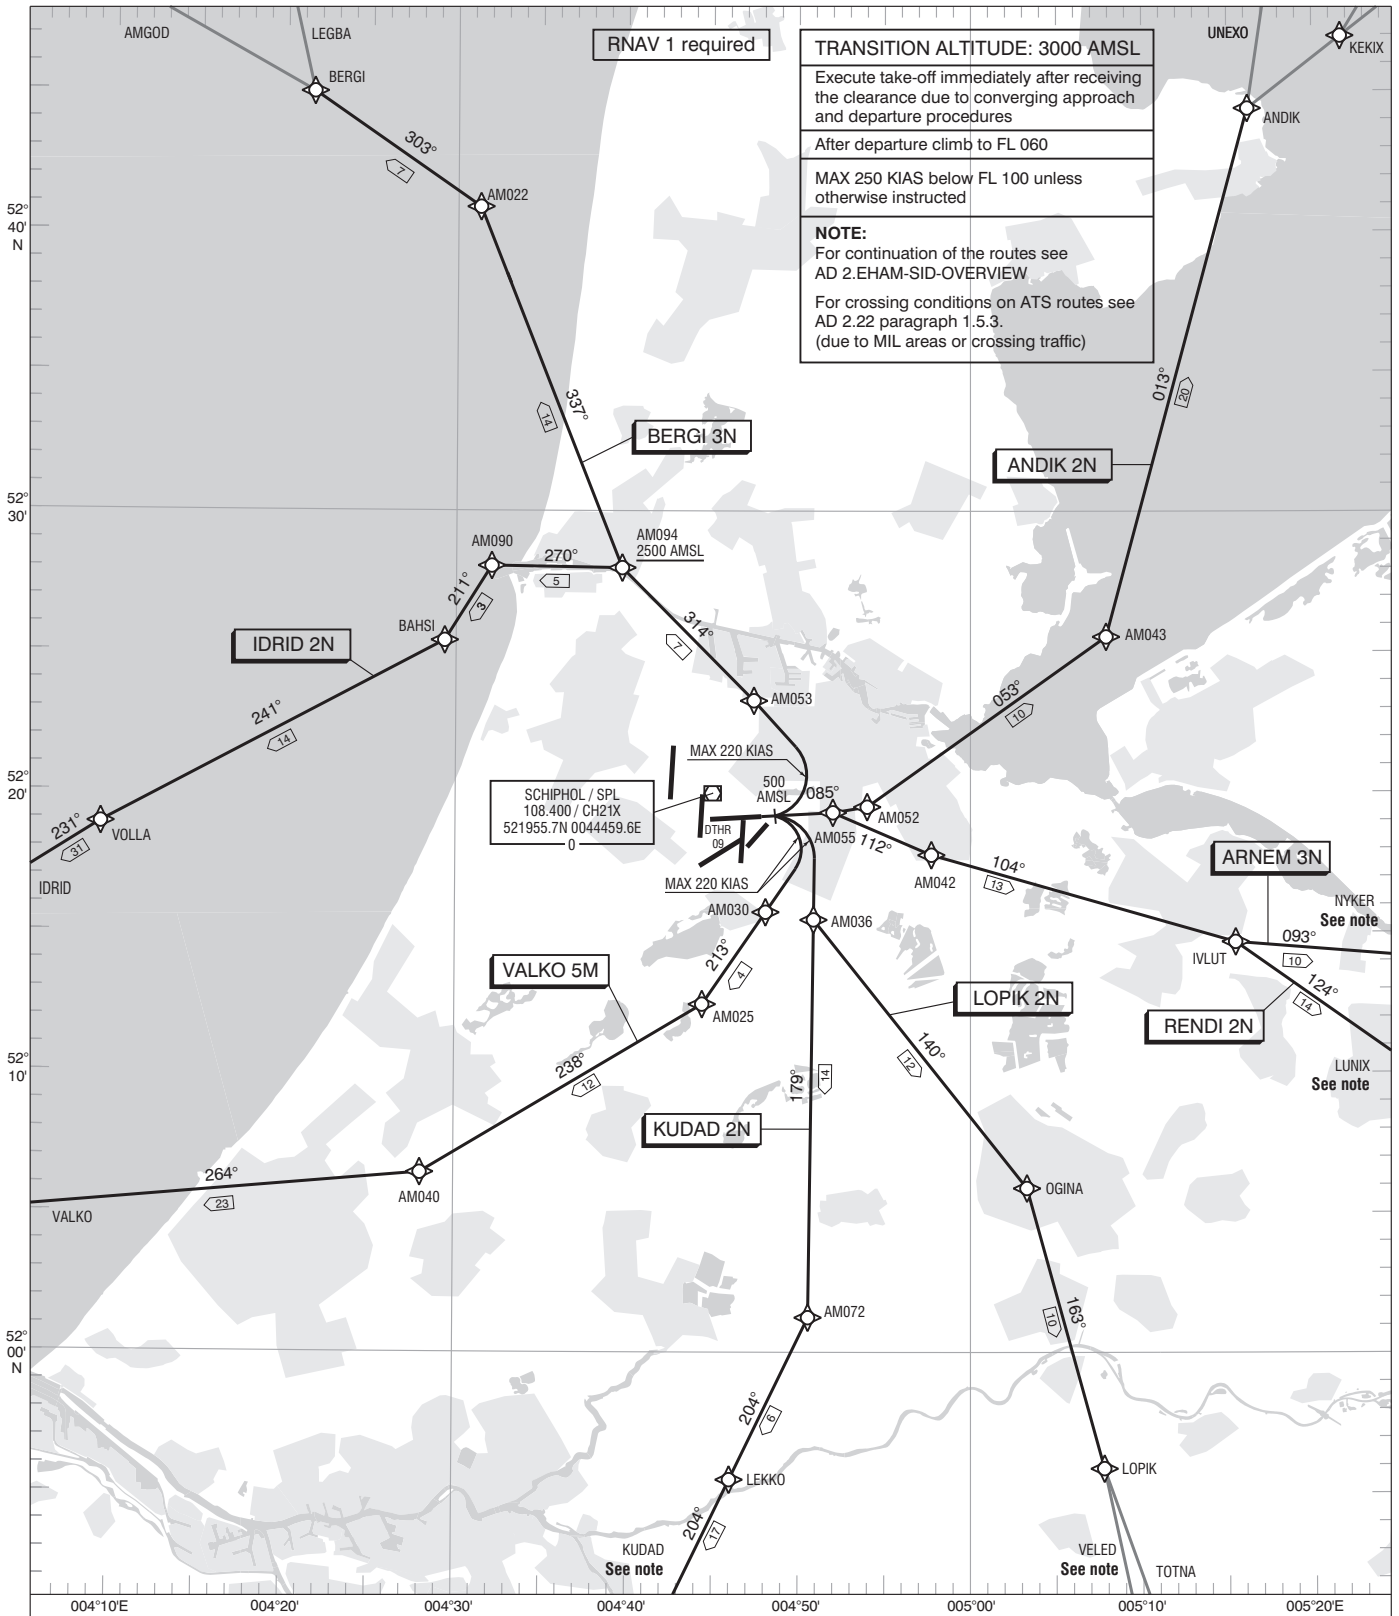 AMGOD
LEGBA
RNAV 1 required
UNEXO
KEKIX
BERGI
ANDIK
TRANSITION ALTITUDE: 3000 AMSL
Execute take-off immediately after receiving
the clearance due to converging approach
and departure procedures
After departure climb to FL 060
MAX 250 KIAS below FL 100 unless
otherwise instructed
NOTE:
For continuation of the routes see
AD 2.EHAM-SID-OVERVIEW
For crossing conditions on ATS routes see
AD 2.22 paragraph 1.5.3.
(due to MIL areas or crossing traffic)
303°
7
AM022
52°
40'
N
013°
20
337°
14
BERGI 3N
ANDIK 2N
52°
30'
AM090
270°
5
AM094
2500 AMSL
211°
3
BAHSI
IDRID 2N
314°
7
AM043
053°
10
241°
14
AM053
MAX 220 KIAS
52°
20'
SCHIPHOL / SPL
108.400 / CH21X
521955.7N 0044459.6E
0
500
AMSL
085°
AM052
DTHR
09
AM055
112°
231°
31
VOLLA
IDRID
MAX 220 KIAS
AM042
104°
13
ARNEM 3N
NYKER
See note
AM030
AM036
093°
10
IVLUT
124°
14
213°
4
VALKO 5M
LOPIK 2N
RENDI 2N
AM025
140°
12
LUNIX
See note
52°
10'
238°
12
179°
14
KUDAD 2N
264°
23
AM040
VALKO
OGINA
AM072
163°
10
52°
00'
N
204°
6
LEKKO
LOPIK
204°
17
KUDAD
See note
VELED
See note
TOTNA
004°10'E
004°20'
004°30'
004°40'
004°50'
005°00'
005°10'
005°20'E